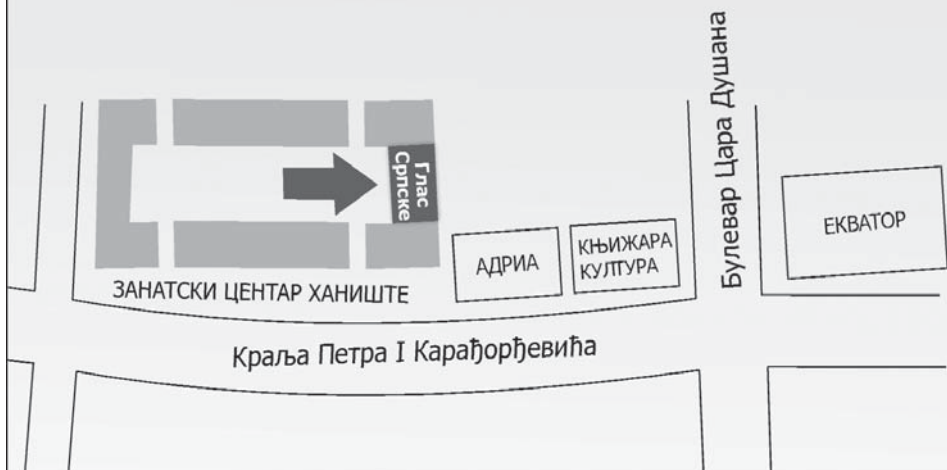 Булевар Цара Душана
Глас
Српске
ЕКВАТОР
АДРИА
КЊИЖАРА
КУЛТУРА
ЗАНАТСКИ ЦЕНТАР ХАНИШТЕ
Краља Петра I Карађорђевића